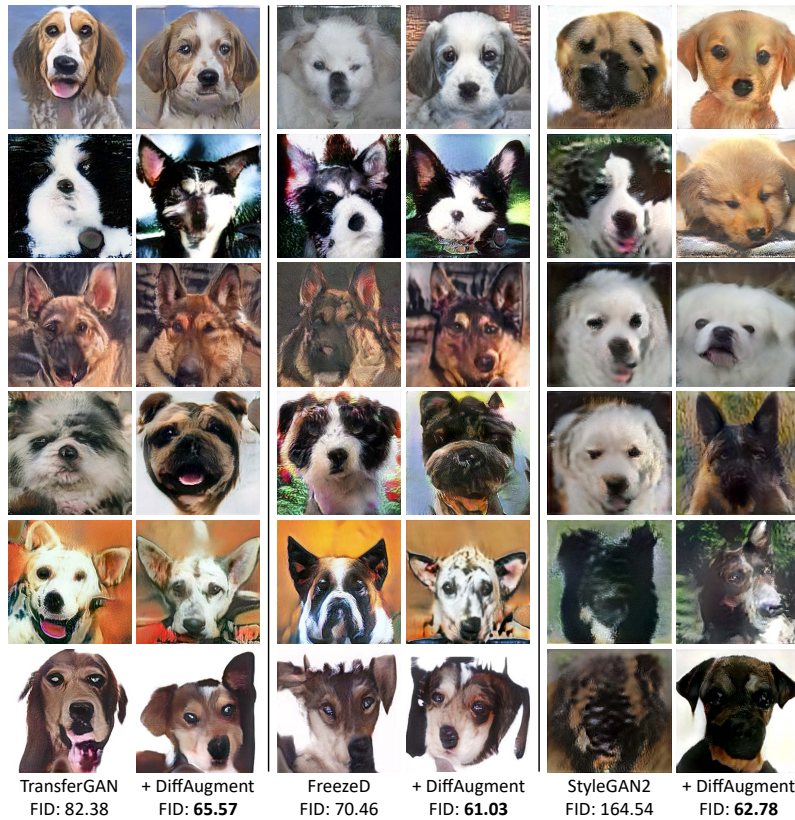 TransferGAN + DiffAugment FreezeD + DiffAugment StyleGAN2 + DiffAugment
FID: 82.38 FID: 65.57 FID: 70.46 FID: 61.03 FID: 164.54 FID: 62.78